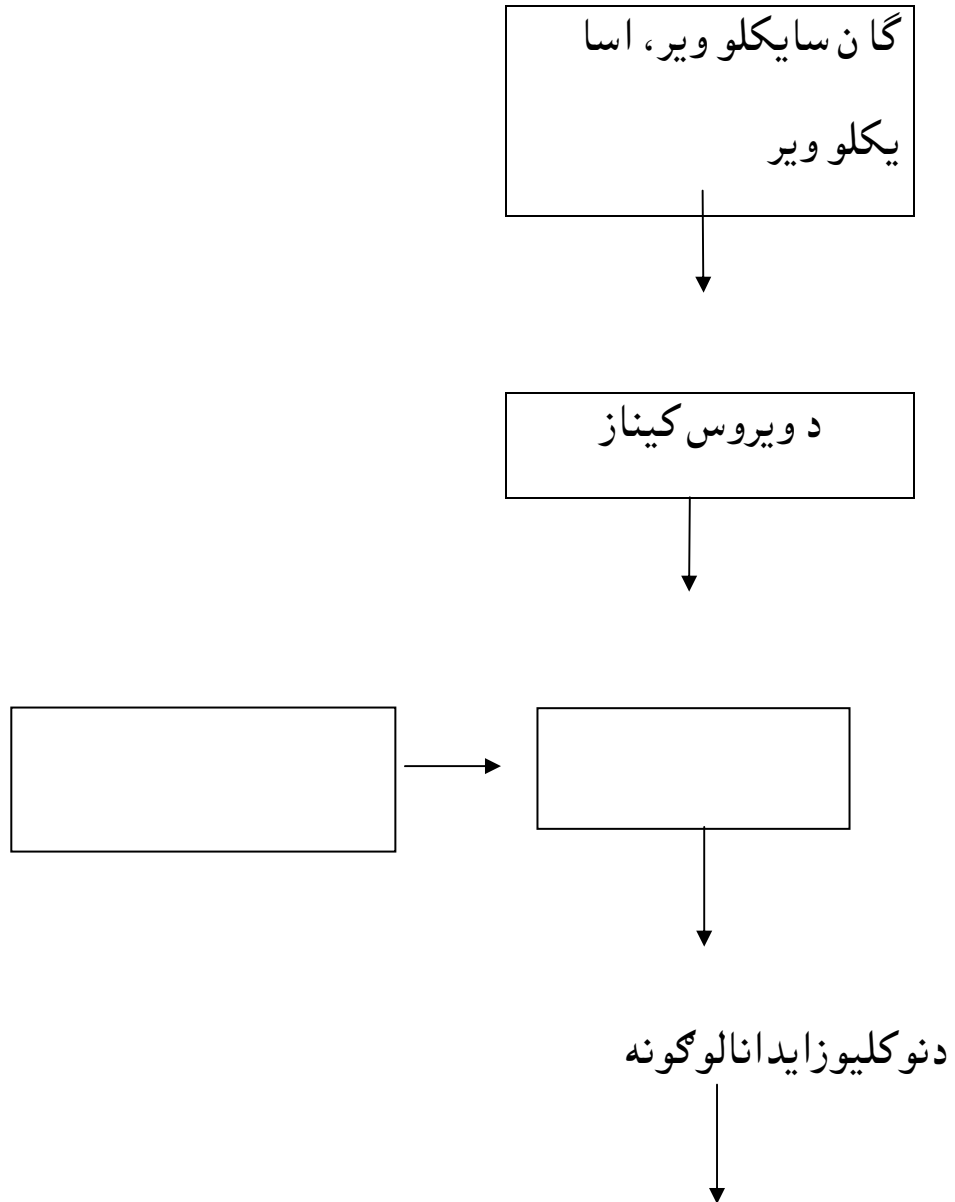 گا ن سایکلو ویر، اسا
یکلو ویر
د ویروس کیناز
دنوکلیوزایدانالوګونه